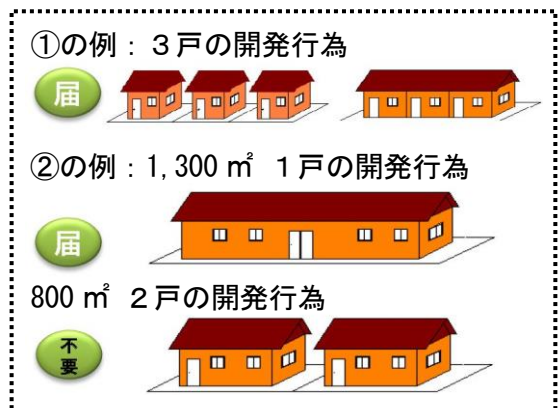 ①の例：３戸の開発行為
届
②の例：1,300 ㎡ １戸の開発行為
届
800 ㎡ ２戸の開発行為
不要